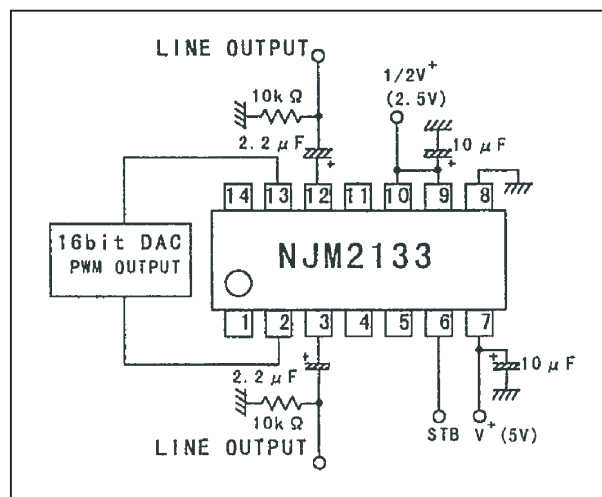 LINE OUTPUT
1/2V+
(2.5V)
10kΩ
2.2μF
+
10μF
+
14 13 12 11 10 9 8
16bit DAC
PWM OUTPUT
NJM2133
1 2 3 4 5 6 7
+
2.2μF
+
10μF
10kΩ
STB V+ (5V)
LINE OUTPUT